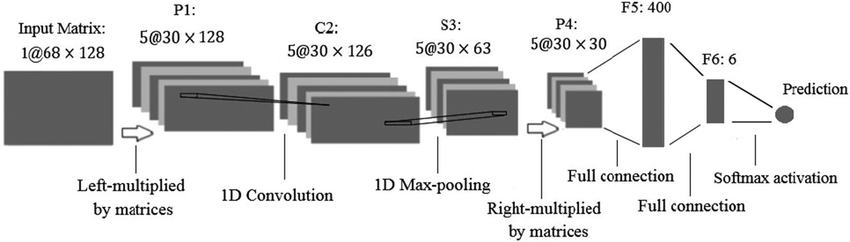 Input Matrix:
1@68 × 128
P1:
5@30 × 128
C2:
5@30 × 126
S3:
5@30 × 63
P4:
5@30 × 30
F5: 400
F6: 6
Prediction
Left-multiplied
by matrices
1D Convolution
1D Max-pooling
Right-multiplied
by matrices
Full connection
Full connection
Softmax activation